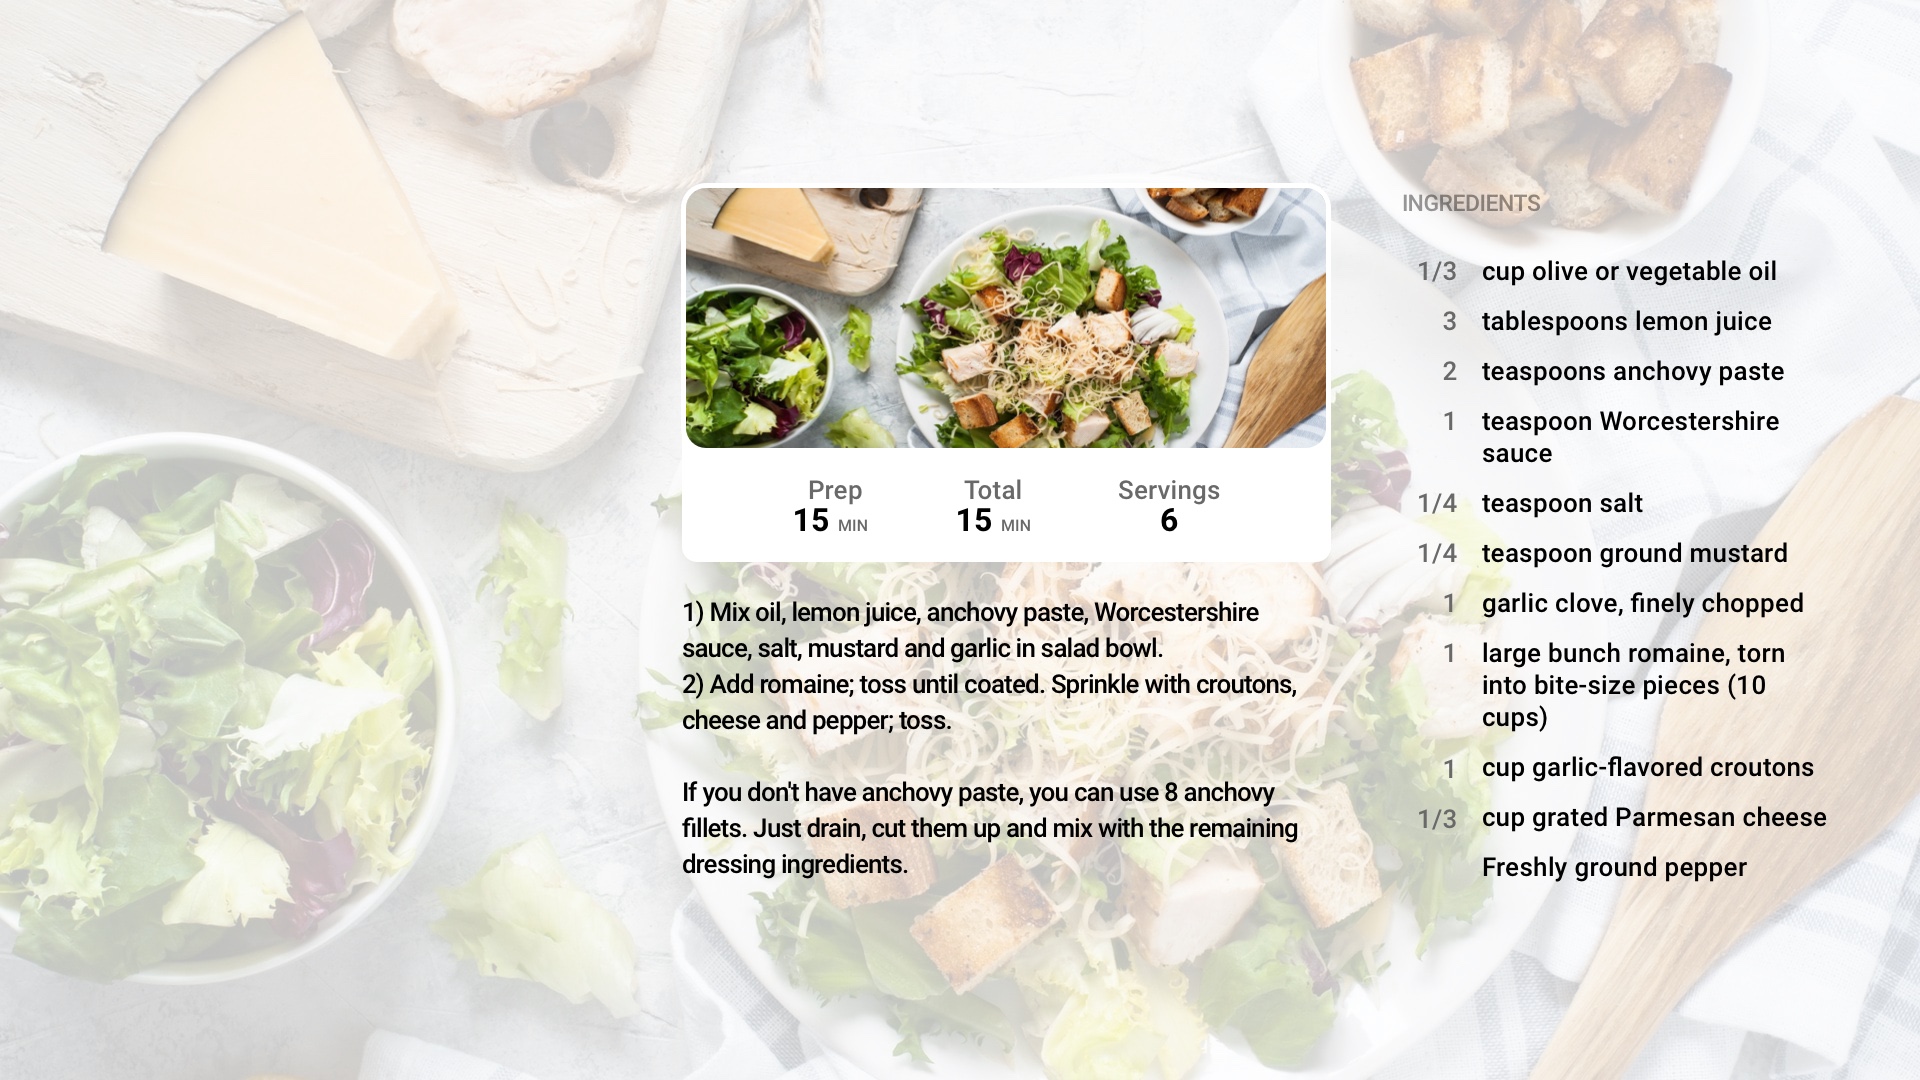 Prep
15 MIN
Total
15 MIN
Servings
6
1) Mix oil, lemon juice, anchovy paste, Worcestershire
sauce, salt, mustard and garlic in salad bowl.
2) Add romaine; toss until coated. Sprinkle with croutons,
cheese and pepper; toss.
If you don't have anchovy paste, you can use 8 anchovy
fillets. Just drain, cut them up and mix with the remaining
dressing ingredients.
INGREDIENTS
1/3 cup olive or vegetable oil
3 tablespoons lemon juice
2 teaspoons anchovy paste
1 teaspoon Worcestershire
sauce
1/4 teaspoon salt
1/4 teaspoon ground mustard
1 garlic clove, finely chopped
1 large bunch romaine, torn
into bite-size pieces (10
cups)
1 cup garlic-flavored croutons
1/3 cup grated Parmesan cheese
Freshly ground pepper